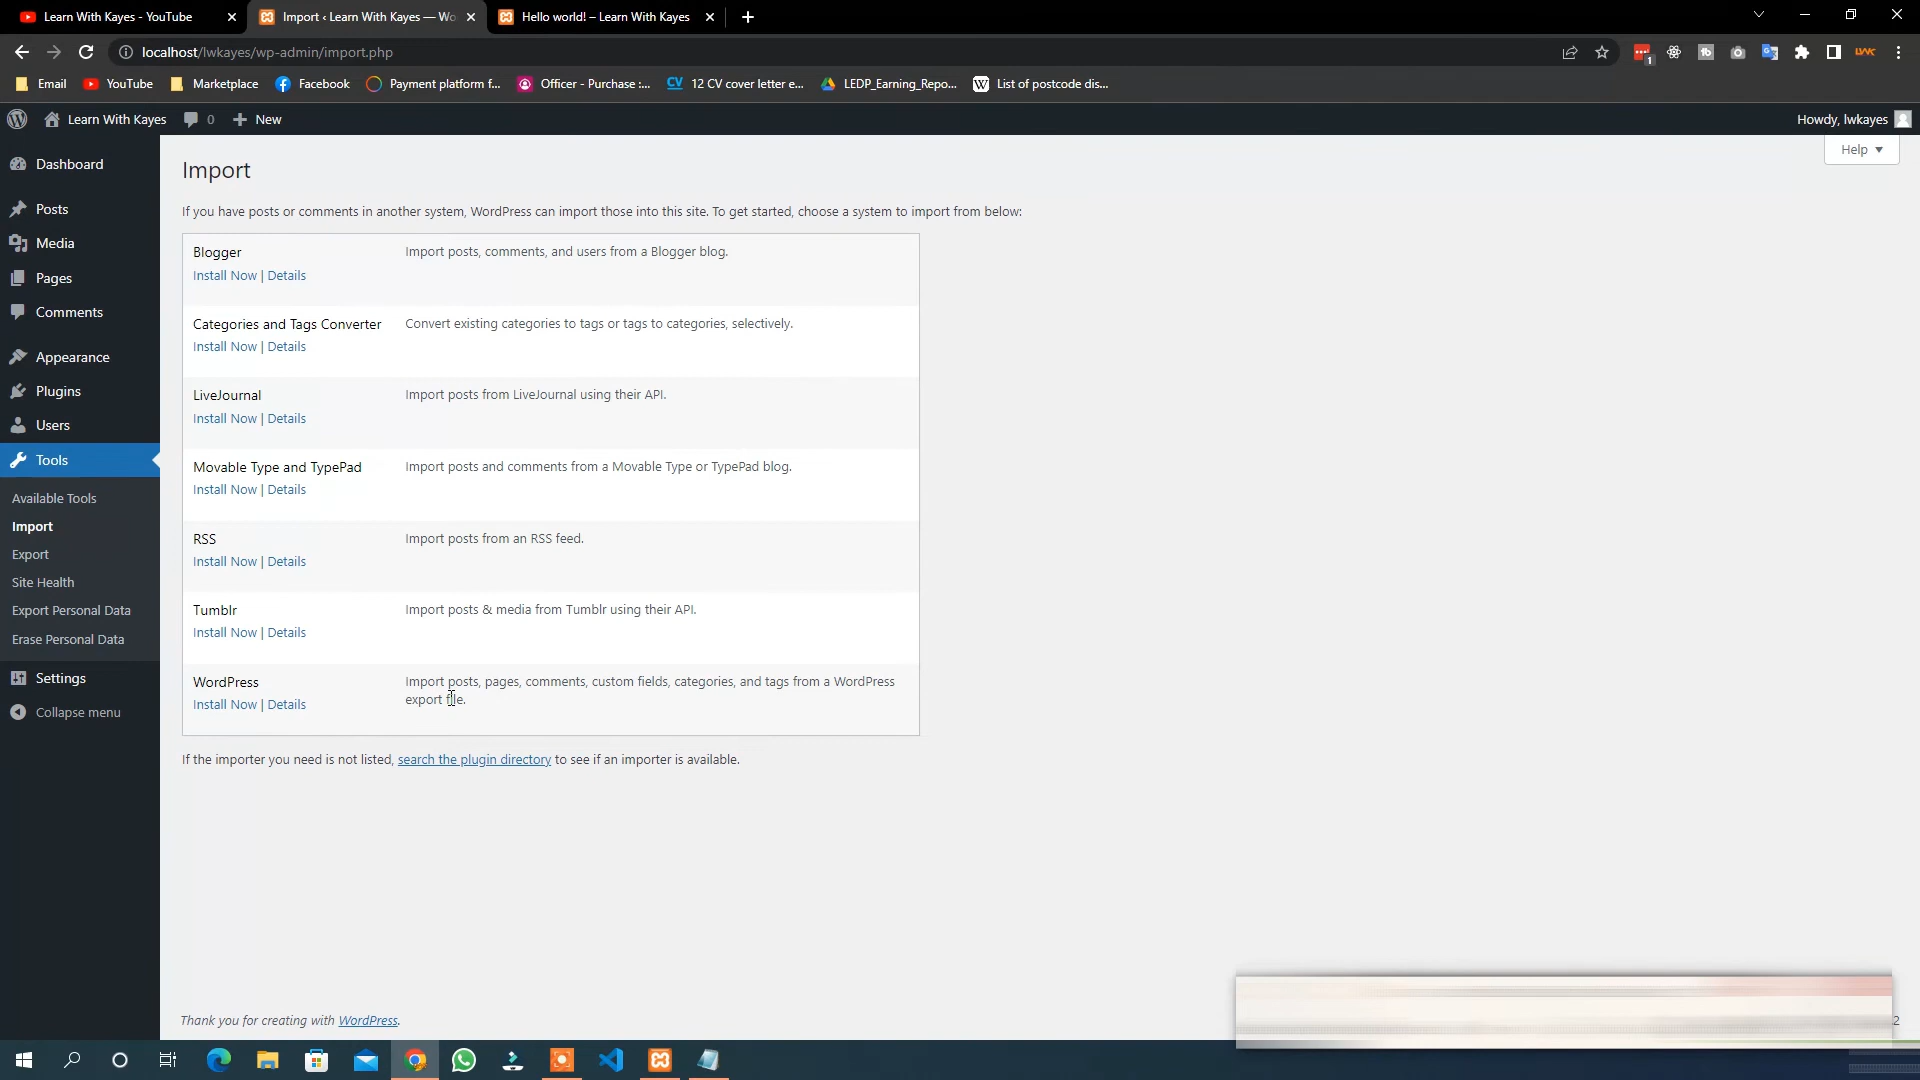 Learn With Kayes - YouTube
Import ‹ Learn With Kayes — Wo
Hello world! – Learn With Kayes
localhost/lwkayes/wp-admin/import.php
1
LWK
Email
YouTube
Marketplace
Facebook
Payment platform f...
Officer - Purchase :...
CV
12 CV cover letter e...
LEDP_Earning_Repo...
W
List of postcode dis...
Learn With Kayes
0
New
Howdy, lwkayes
Help
Dashboard
Posts
Media
Pages
Comments
Appearance
Plugins
Users
Tools
Available Tools
Import
Export
Site Health
Export Personal Data
Erase Personal Data
Settings
Collapse menu
Import
If you have posts or comments in another system, WordPress can import those into this site. To get started, choose a system to import from below:
Blogger
Import posts, comments, and users from a Blogger blog.
Install Now | Details
Categories and Tags Converter
Convert existing categories to tags or tags to categories, selectively.
Install Now | Details
LiveJournal
Import posts from LiveJournal using their API.
Install Now | Details
Movable Type and TypePad
Import posts and comments from a Movable Type or TypePad blog.
Install Now | Details
RSS
Import posts from an RSS feed.
Install Now | Details
Tumblr
Import posts & media from Tumblr using their API.
Install Now | Details
WordPress
Import posts, pages, comments, custom fields, categories, and tags from a WordPress
export file.
Install Now | Details
If the importer you need is not listed, search the plugin directory to see if an importer is available.
Thank you for creating with WordPress.
2